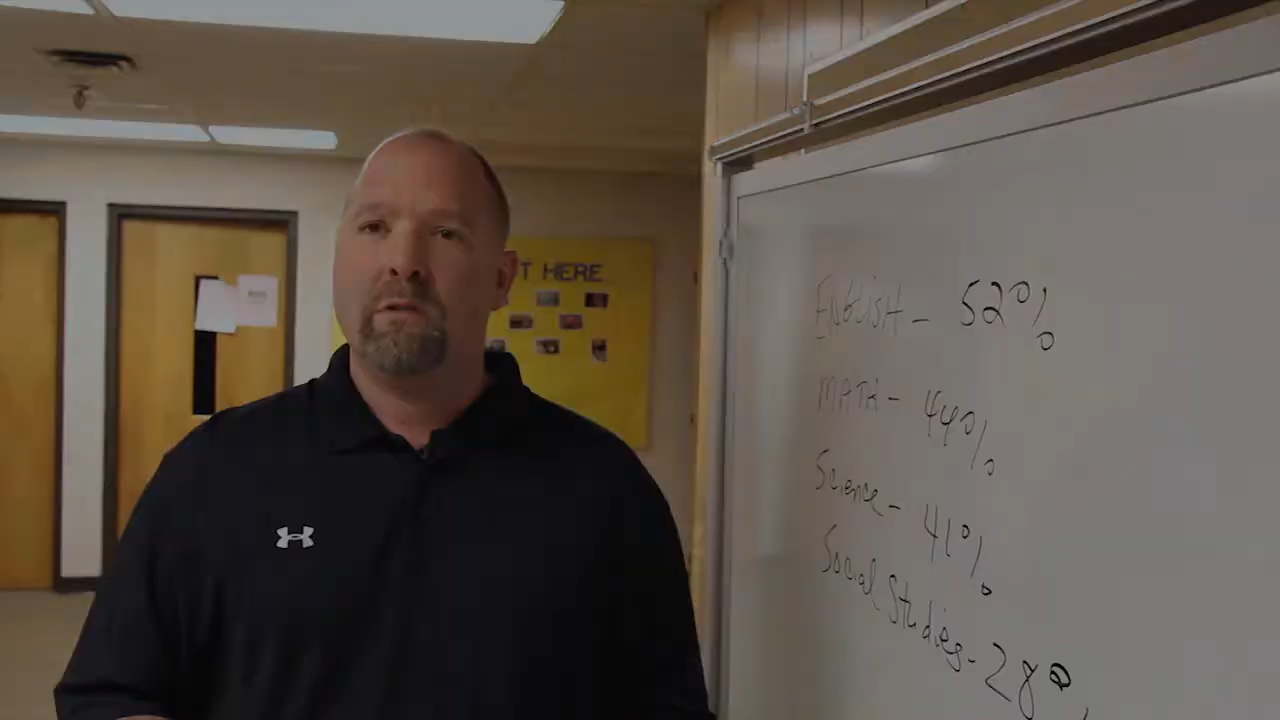 T HERE
ENGLISH - 52%
MATH - 44%
Science - 41%
Social Studies - 28%